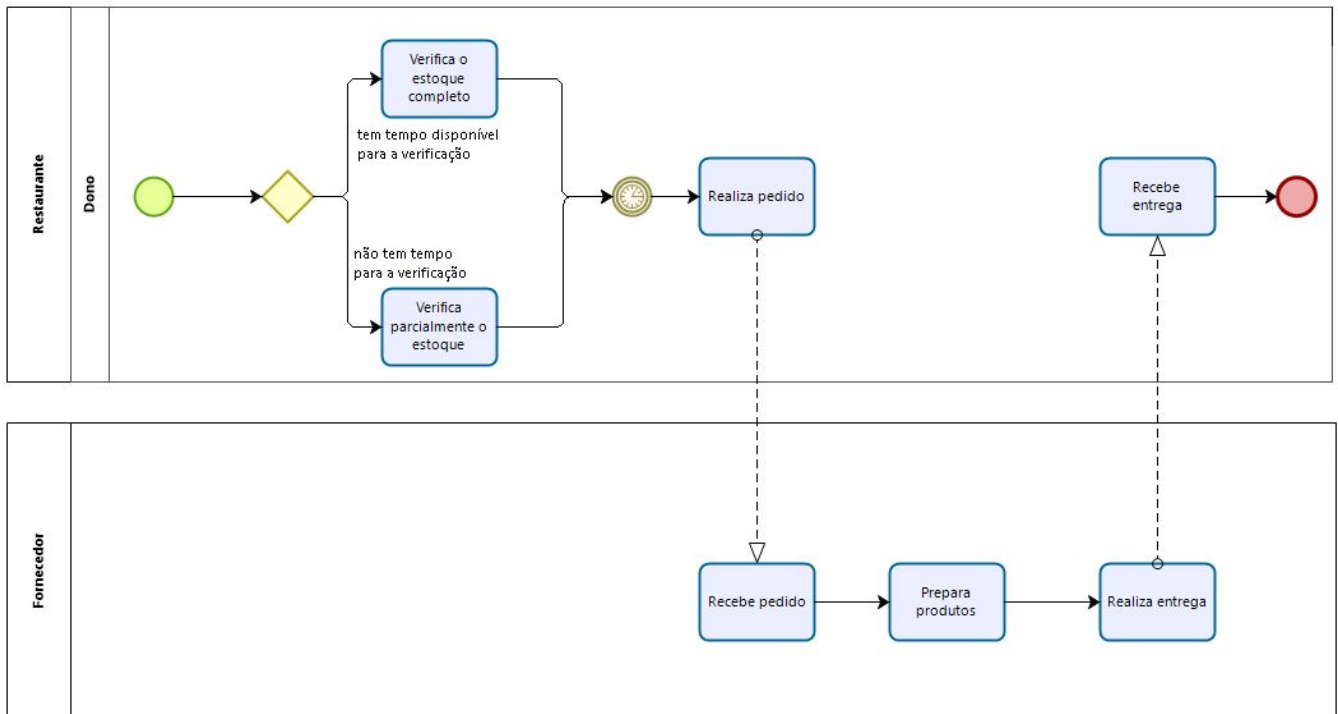 Restaurante
Dono
Verifica o
estoque
completo
tem tempo disponível
para a verificação
não tem tempo
para a verificação
Verifica
parcialmente o
estoque
Realiza pedido
Recebe
entrega
Fornecedor
Recebe pedido
Prepara
produtos
Realiza entrega